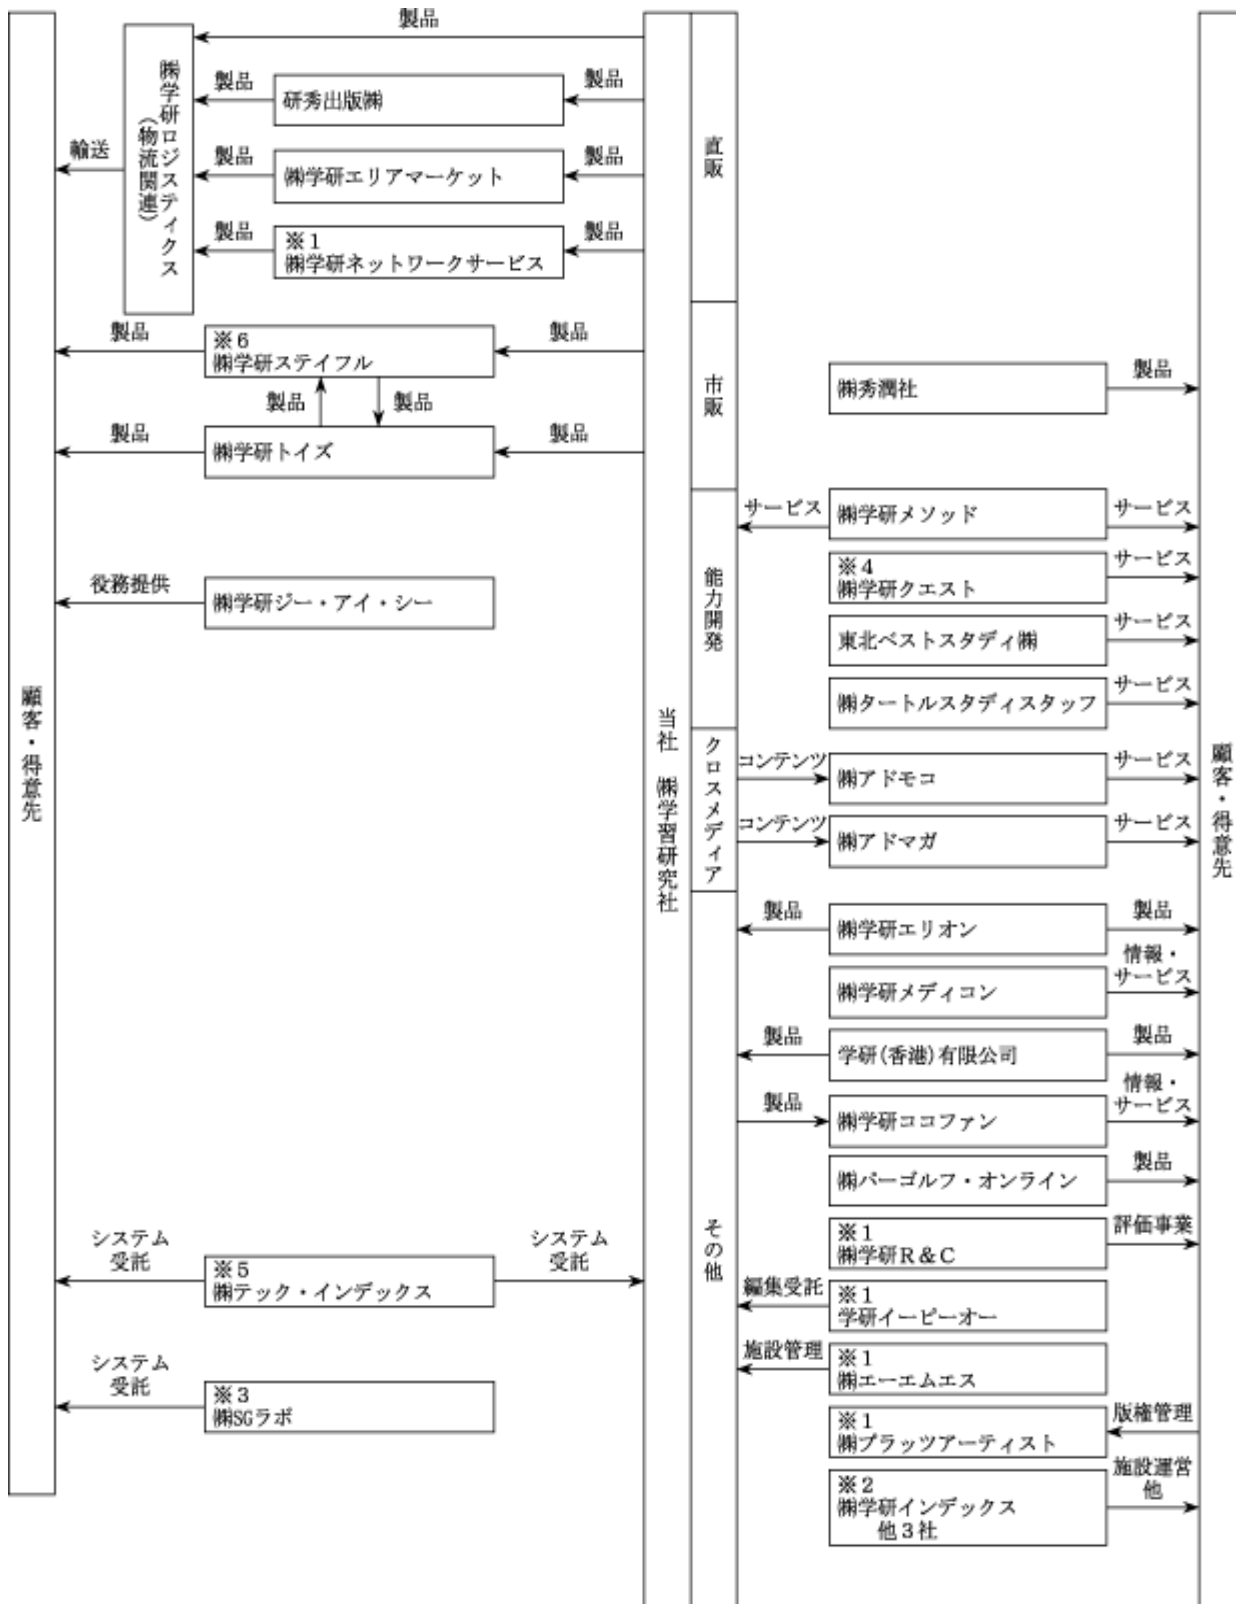 顧客・得意先
製品
㈱学研ロジスティクス
(物流関連)
輸送
製品
研秀出版㈱
製品
製品
㈱学研エリアマーケット
製品
製品
※1
㈱学研ネットワークサービス
製品
製品
※6
㈱学研ステイフル
製品
製品
製品
製品
㈱学研トイズ
製品
役務提供
㈱学研ジー・アイ・シー
システム
受託
※5
㈱テック・インデックス
システム
受託
システム
受託
※3
㈱SGラボ
当社 ㈱学習研究社
直販
市販
能力開発
クロスメディア
その他
㈱秀潤社
製品
サービス
㈱学研メソッド
サービス
※4
㈱学研クエスト
サービス
東北ベストスタディ㈱
サービス
㈱タートルスタディスタッフ
サービス
コンテンツ
㈱アドモコ
サービス
コンテンツ
㈱アドマガ
サービス
製品
㈱学研エリオン
製品
㈱学研メディコン
情報・
サービス
製品
学研(香港)有限公司
製品
製品
㈱学研ココファン
情報・
サービス
㈱パーゴルフ・オンライン
製品
※1
㈱学研R&C
評価事業
編集受託
※1
学研イーピーオー
施設管理
※1
㈱エーエムエス
※1
㈱プラッツアーティスト
版権管理
※2
㈱学研インデックス
他3社
施設運営
他
顧客・得意先